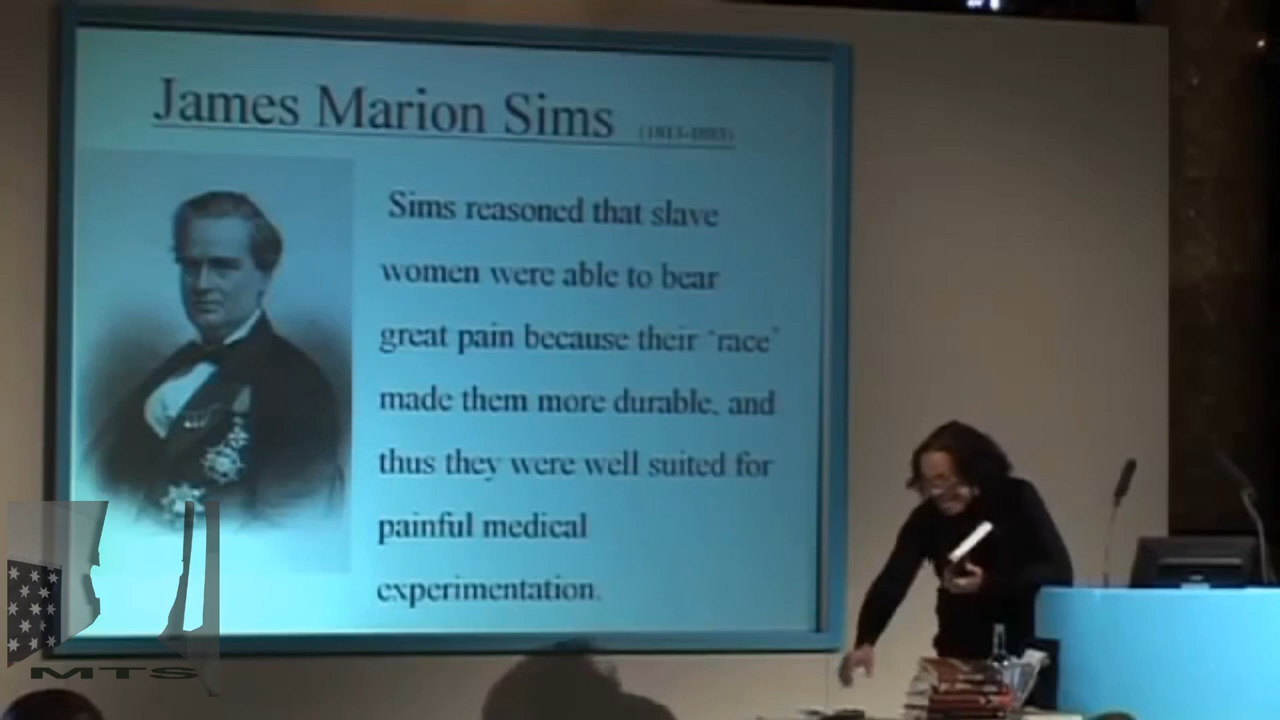 James Marion Sims
Sims reasoned that slave
women were able to bear
great pain because their 'race'
made them more durable, and
thus they were well suited for
painful medical
experimentation.
MTS